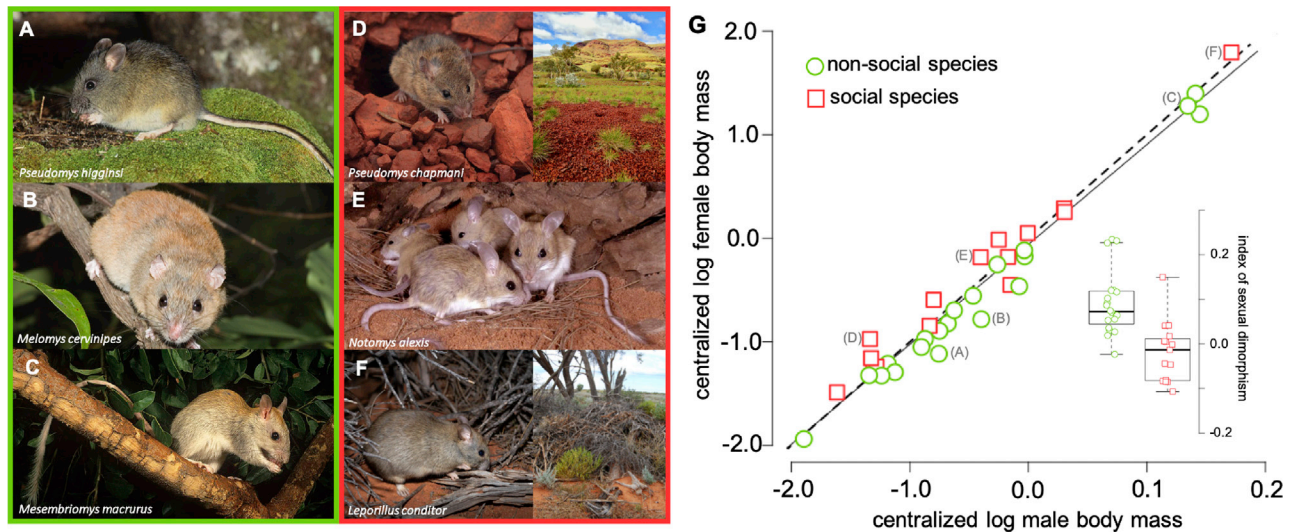 A
Pseudomys higginsi
B
Melomys cervinipes
C
Mesembriomys macrurus
D
Pseudomys chapmani
E
Notomys alexis
F
Leporillus conditor
G
2.0
1.0
0.0
-1.0
-2.0
centralized log female body mass
non-social species
social species
(F)
(C)
(E)
(B)
(D)
(A)
0.2
0.0
-0.2
index of sexual dimorphism
-2.0
-1.0
0.0
0.1
0.2
centralized log male body mass